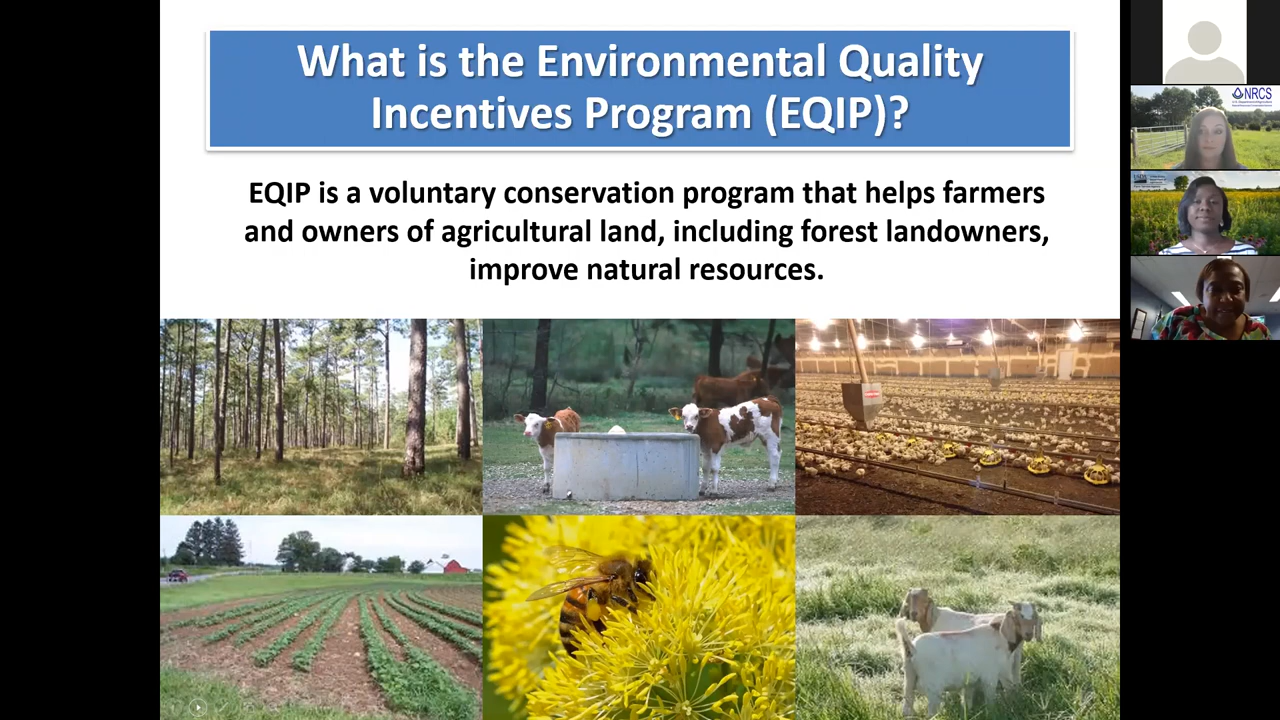 What is the Environmental Quality
Incentives Program (EQIP)?
EQIP is a voluntary conservation program that helps farmers
and owners of agricultural land, including forest landowners,
improve natural resources.
NRCS
USDA